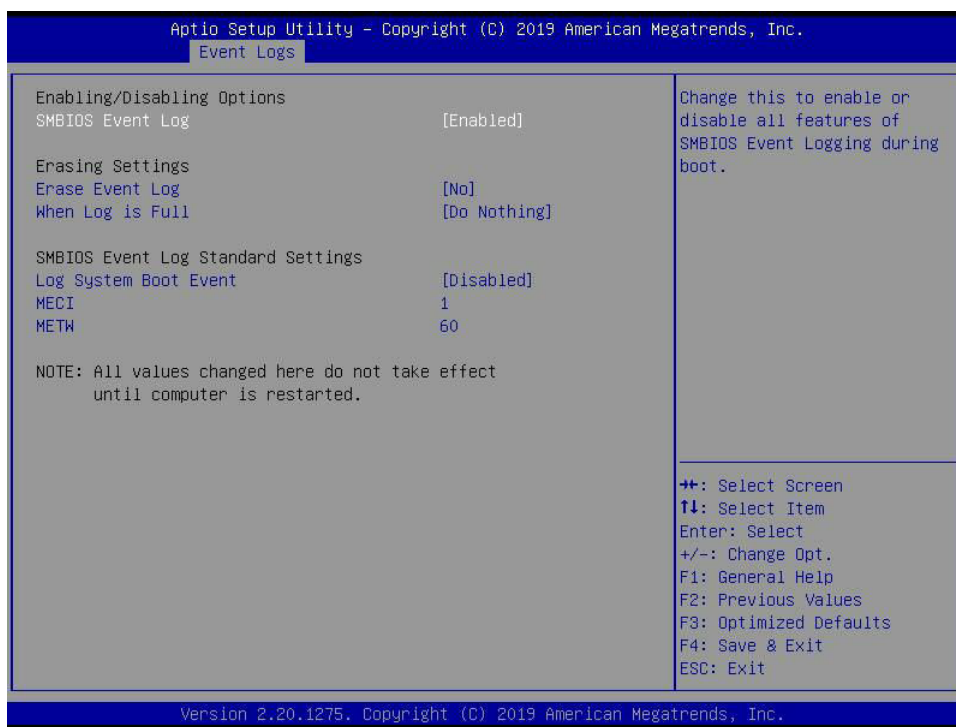 Aptio Setup Utility – Copyright (C) 2019 American Megatrends, Inc.
Event Logs
Enabling/Disabling Options
SMBIOS Event Log [Enabled]
Erasing Settings
Erase Event Log [No]
When Log is Full [Do Nothing]
SMBIOS Event Log Standard Settings
Log System Boot Event [Disabled]
MECI 1
METW 60
NOTE: All values changed here do not take effect
until computer is restarted.
Change this to enable or
disable all features of
SMBIOS Event Logging during
boot.
→←: Select Screen
↑↓: Select Item
Enter: Select
+/-: Change Opt.
F1: General Help
F2: Previous Values
F3: Optimized Defaults
F4: Save & Exit
ESC: Exit
Version 2.20.1275. Copyright (C) 2019 American Megatrends, Inc.